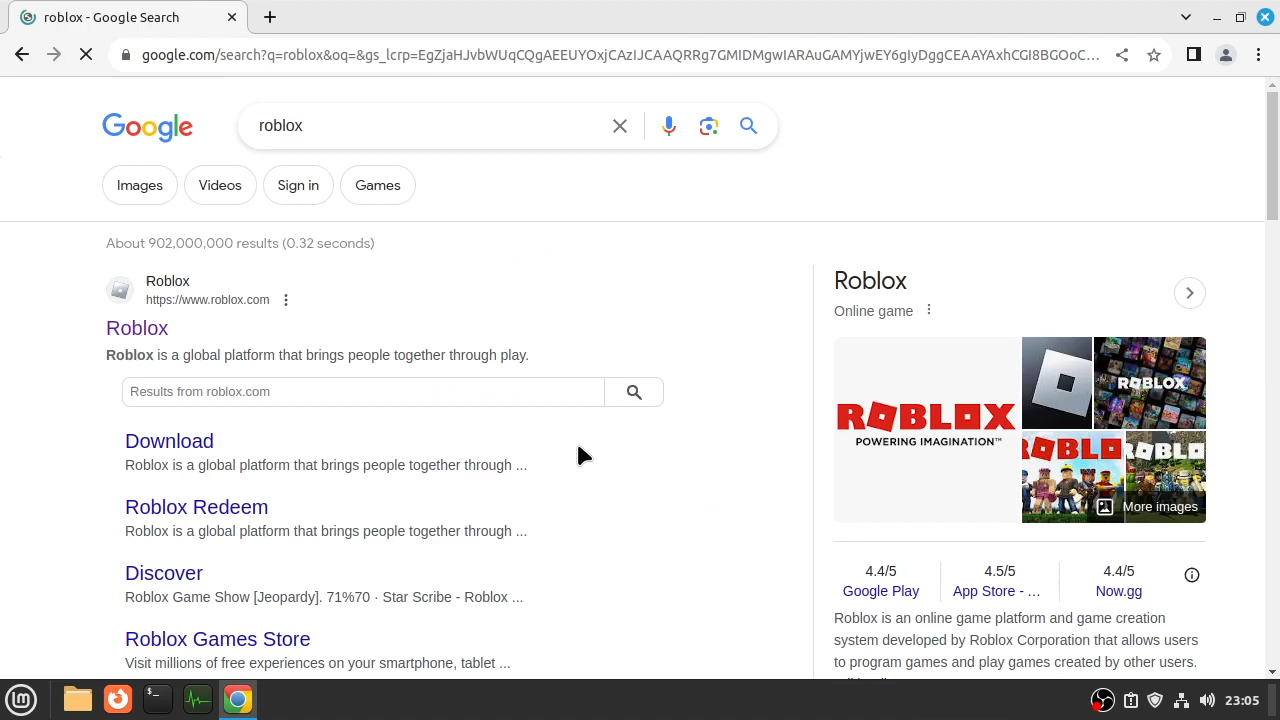 roblox - Google Search
google.com/search?q=roblox&oq=&gs_lcrp=EgZjaHJvbWUqCQgAEEUYOxjCAzIJCAAQRRg7GMIDMgwIARAuGAMYjwEY6gIyDggCEAAYAxhCGI8BGOoC...
Google
roblox
Images
Videos
Sign in
Games
About 902,000,000 results (0.32 seconds)
Roblox
https://www.roblox.com
Roblox
Roblox is a global platform that brings people together through play.
Results from roblox.com
Download
Roblox is a global platform that brings people together through ...
Roblox Redeem
Roblox is a global platform that brings people together through ...
Discover
Roblox Game Show [Jeopardy]. 71%70 · Star Scribe - Roblox ...
Roblox Games Store
Visit millions of free experiences on your smartphone, tablet ...
Roblox
Online game
ROBLOX
POWERING IMAGINATION™
ROBLOX
ROBLO
ROBLO
More images
4.4/5
Google Play
4.5/5
App Store - ...
4.4/5
Now.gg
Roblox is an online game platform and game creation
system developed by Roblox Corporation that allows users
to program games and play games created by other users.
23:05